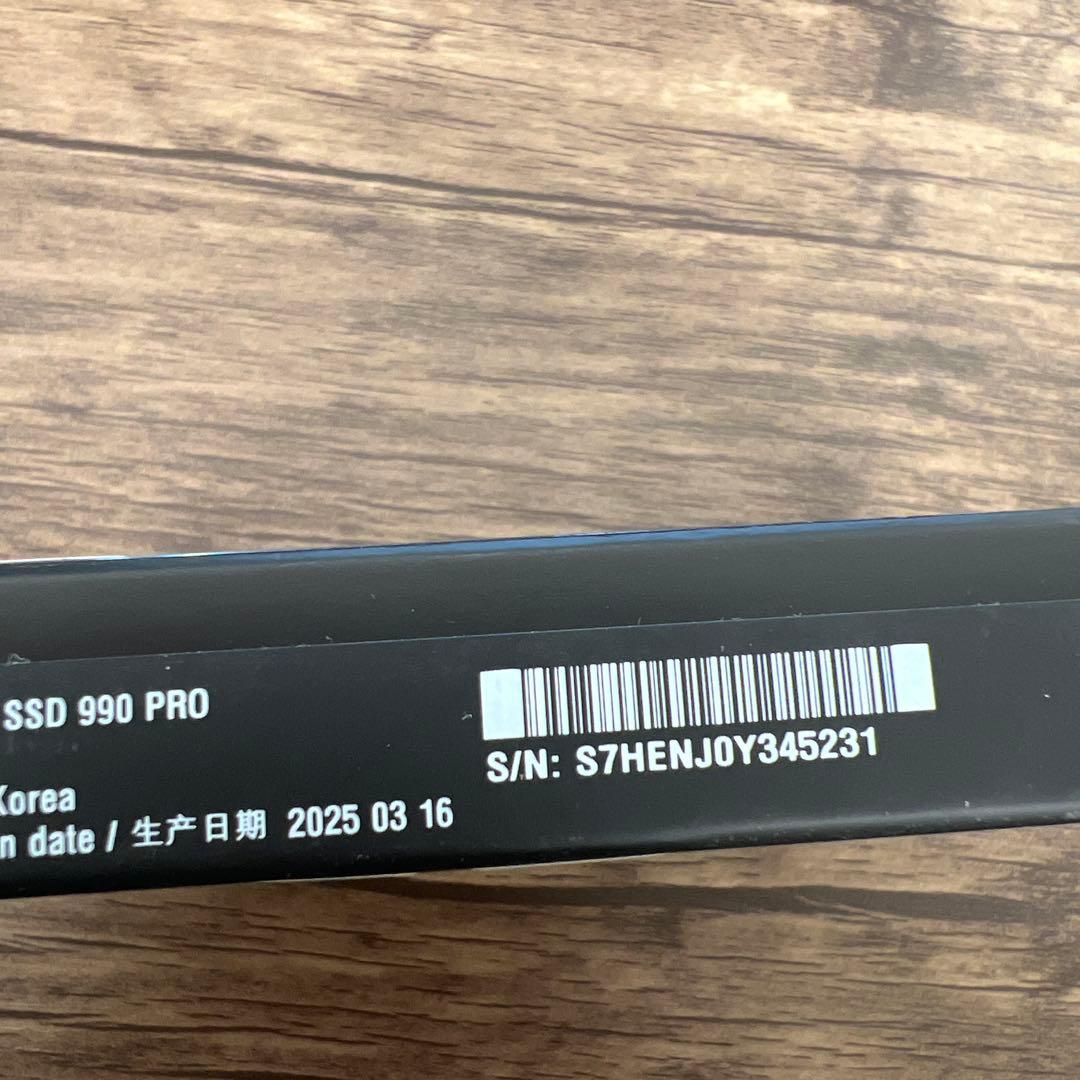 SSD 990 PRO
S/N: S7HENJ0Y345231
Korea
n date / 生产日期 2025 03 16